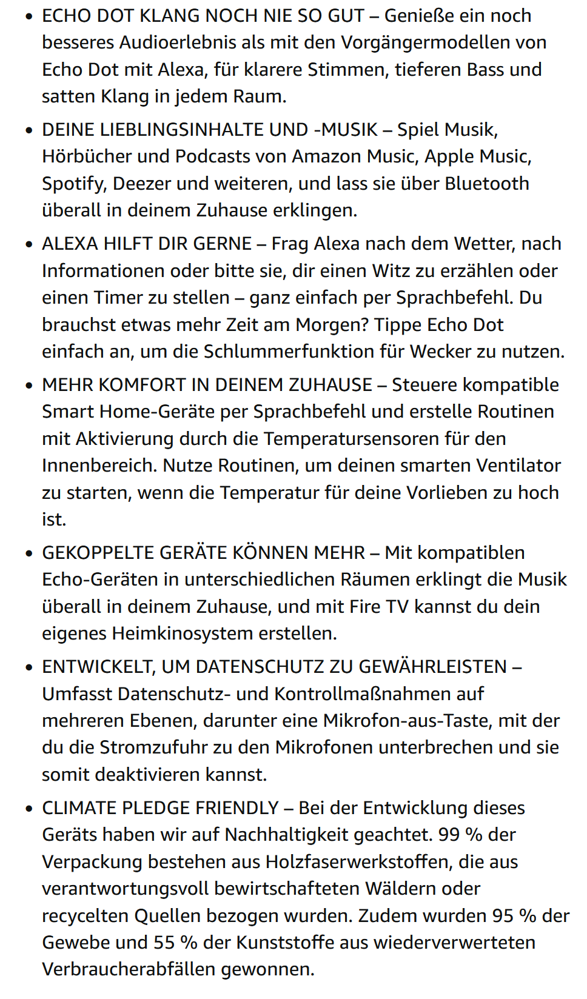 • ECHO DOT KLANG NOCH NIE SO GUT – Genieße ein noch
besseres Audioerlebnis als mit den Vorgängermodellen von
Echo Dot mit Alexa, für klarere Stimmen, tieferen Bass und
satten Klang in jedem Raum.
• DEINE LIEBLINGSINHALTE UND -MUSIK – Spiel Musik,
Hörbücher und Podcasts von Amazon Music, Apple Music,
Spotify, Deezer und weiteren, und lass sie über Bluetooth
überall in deinem Zuhause erklingen.
• ALEXA HILFT DIR GERNE – Frag Alexa nach dem Wetter, nach
Informationen oder bitte sie, dir einen Witz zu erzählen oder
einen Timer zu stellen – ganz einfach per Sprachbefehl. Du
brauchst etwas mehr Zeit am Morgen? Tippe Echo Dot
einfach an, um die Schlummerfunktion für Wecker zu nutzen.
• MEHR KOMFORT IN DEINEM ZUHAUSE – Steuere kompatible
Smart Home-Geräte per Sprachbefehl und erstelle Routinen
mit Aktivierung durch die Temperatursensoren für den
Innenbereich. Nutze Routinen, um deinen smarten Ventilator
zu starten, wenn die Temperatur für deine Vorlieben zu hoch
ist.
• GEKOPPELTE GERÄTE KÖNNEN MEHR – Mit kompatiblen
Echo-Geräten in unterschiedlichen Räumen erklingt die Musik
überall in deinem Zuhause, und mit Fire TV kannst du dein
eigenes Heimkinosystem erstellen.
• ENTWICKELT, UM DATENSCHUTZ ZU GEWÄHRLEISTEN –
Umfasst Datenschutz- und Kontrollmaßnahmen auf
mehreren Ebenen, darunter eine Mikrofon-aus-Taste, mit der
du die Stromzufuhr zu den Mikrofonen unterbrechen und sie
somit deaktivieren kannst.
• CLIMATE PLEDGE FRIENDLY – Bei der Entwicklung dieses
Geräts haben wir auf Nachhaltigkeit geachtet. 99 % der
Verpackung bestehen aus Holzfaserwerkstoffen, die aus
verantwortungsvoll bewirtschafteten Wäldern oder
recycelten Quellen bezogen wurden. Zudem wurden 95 % der
Gewebe und 55 % der Kunststoffe aus wiederverwerteten
Verbraucherabfällen gewonnen.